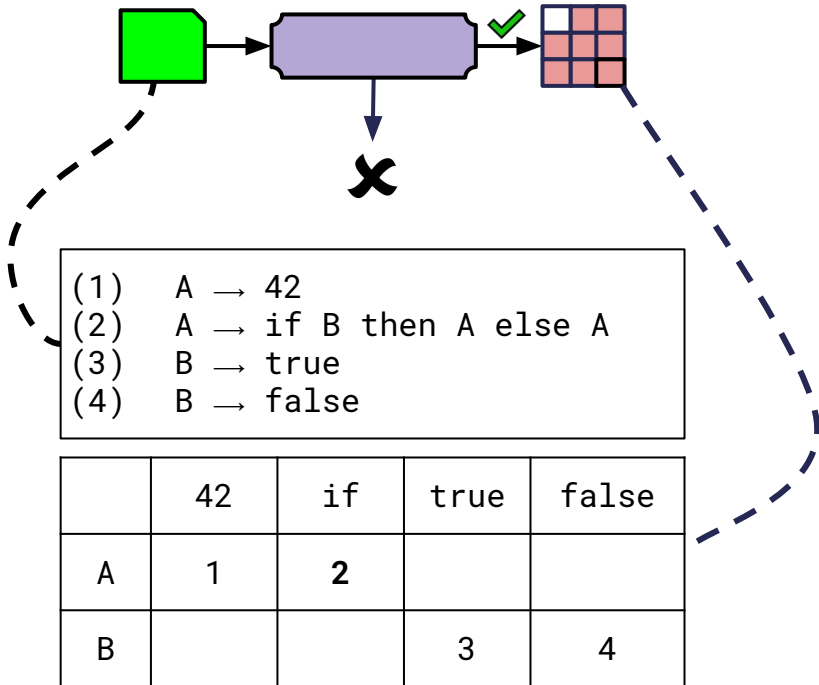 (1) A → 42
(2) A → if B then A else A
(3) B → true
(4) B → false
42 if true false
A 1 2
B 3 4